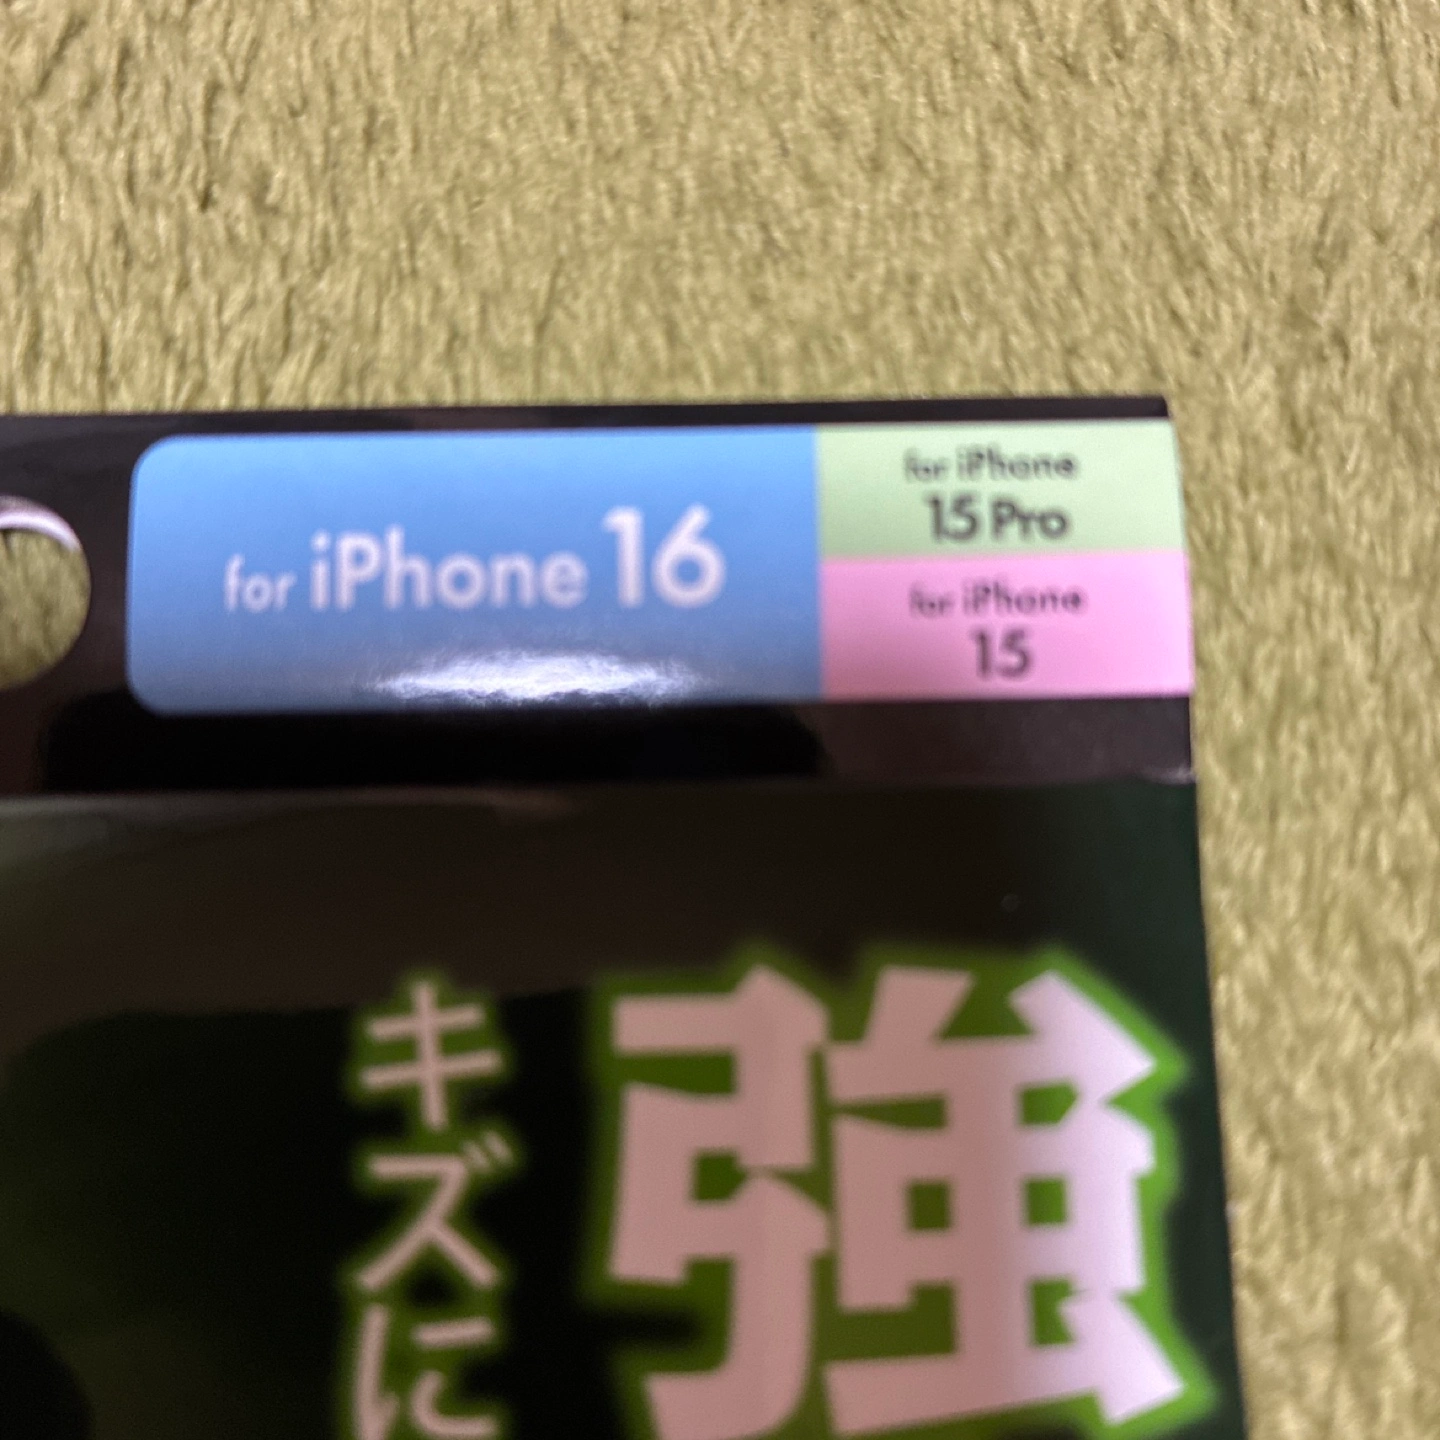 for iPhone 16
for iPhone
15 Pro
for iPhone
15
強
キズに